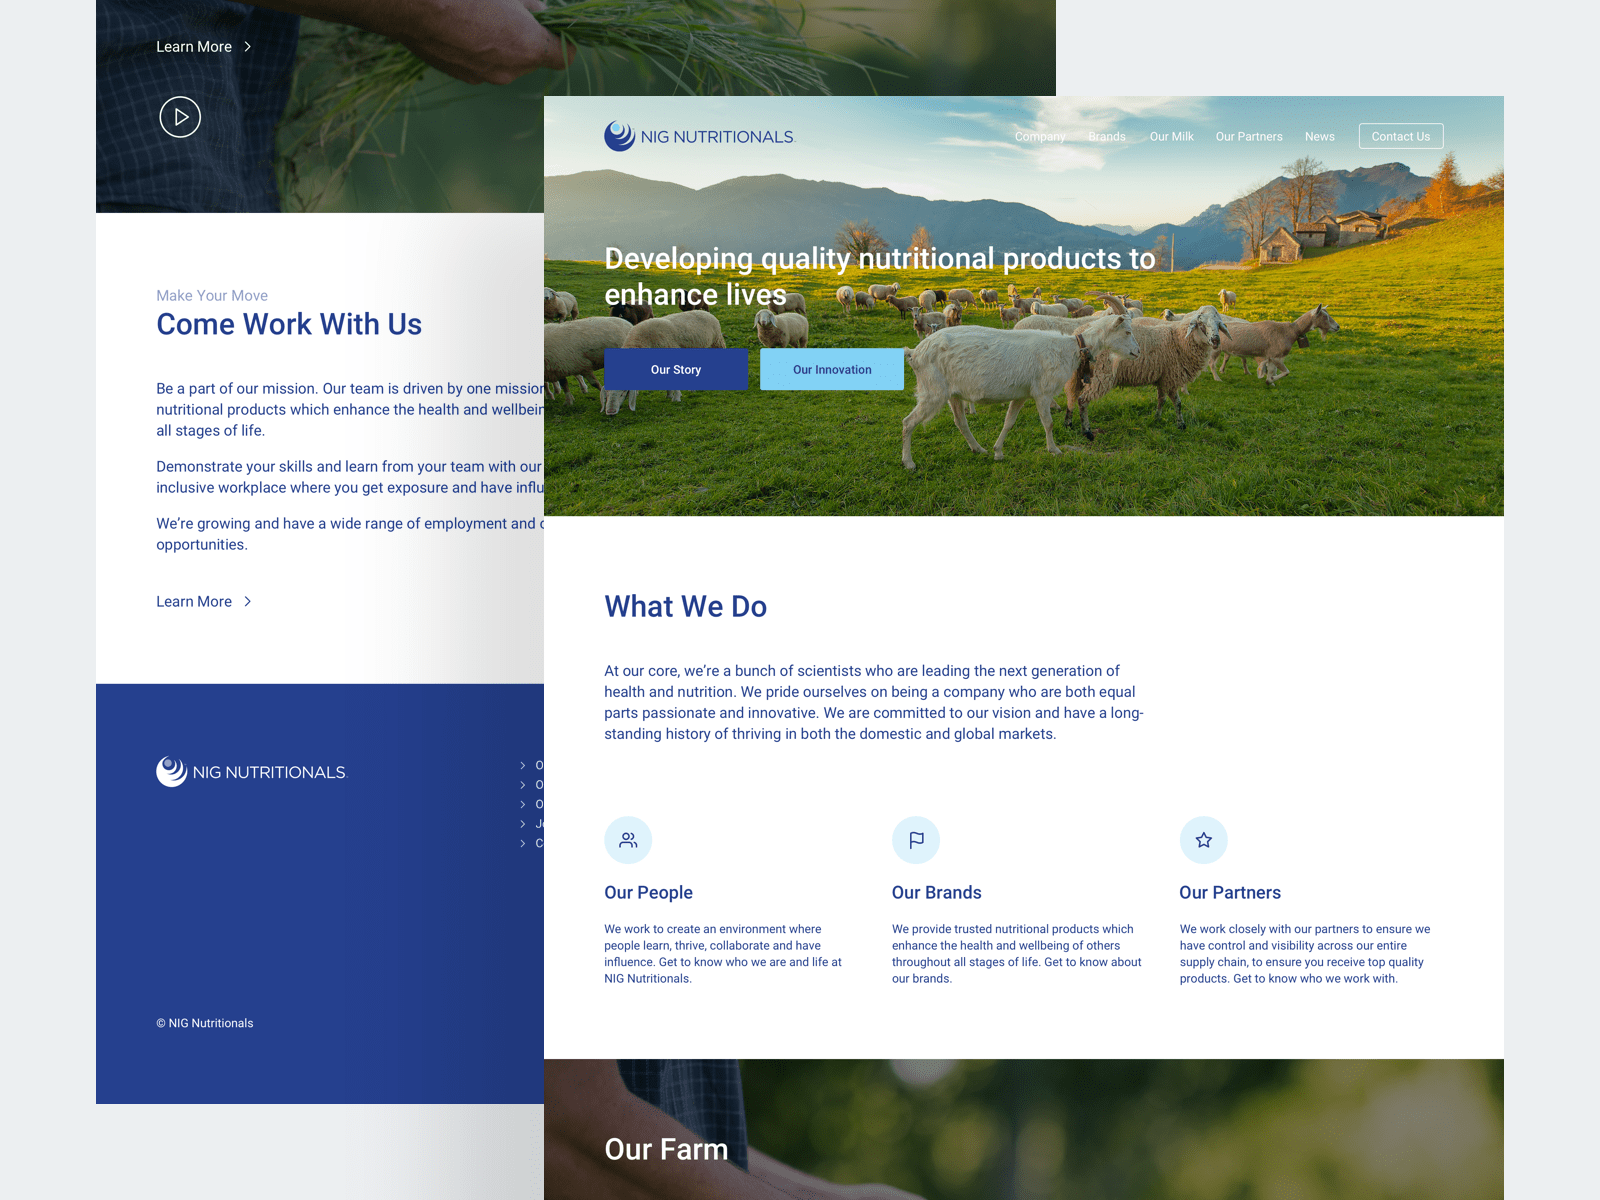 Learn More
Make Your Move
Come Work With Us
Be a part of our mission. Our team is driven by one mission
nutritional products which enhance the health and
all stages of life.
Demonstrate your skills and learn from your team with our
inclusive workplace where you get exposure and have
We’re growing and have a wide range of employment and
opportunities.
Learn More
NIG NUTRITIONALS.
© NIG Nutritionals
NIG NUTRITIONALS.
Company Brands Our Milk Our Partners News Contact Us
Developing quality nutritional products to
enhance lives
Our Story Our Innovation
What We Do
At our core, we’re a bunch of scientists who are leading the next generation of
health and nutrition. We pride ourselves on being a company who are both equal
parts passionate and innovative. We are committed to our vision and have a long-
standing history of thriving in both the domestic and global markets.
Our People
We work to create an environment where
people learn, thrive, collaborate and have
influence. Get to know who we are and life at
NIG Nutritionals.
Our Brands
We provide trusted nutritional products which
enhance the health and wellbeing of others
throughout all stages of life. Get to know about
our brands.
Our Partners
We work closely with our partners to ensure we
have control and visibility across our entire
supply chain, to ensure you receive top quality
products. Get to know who we work with.
Our Farm